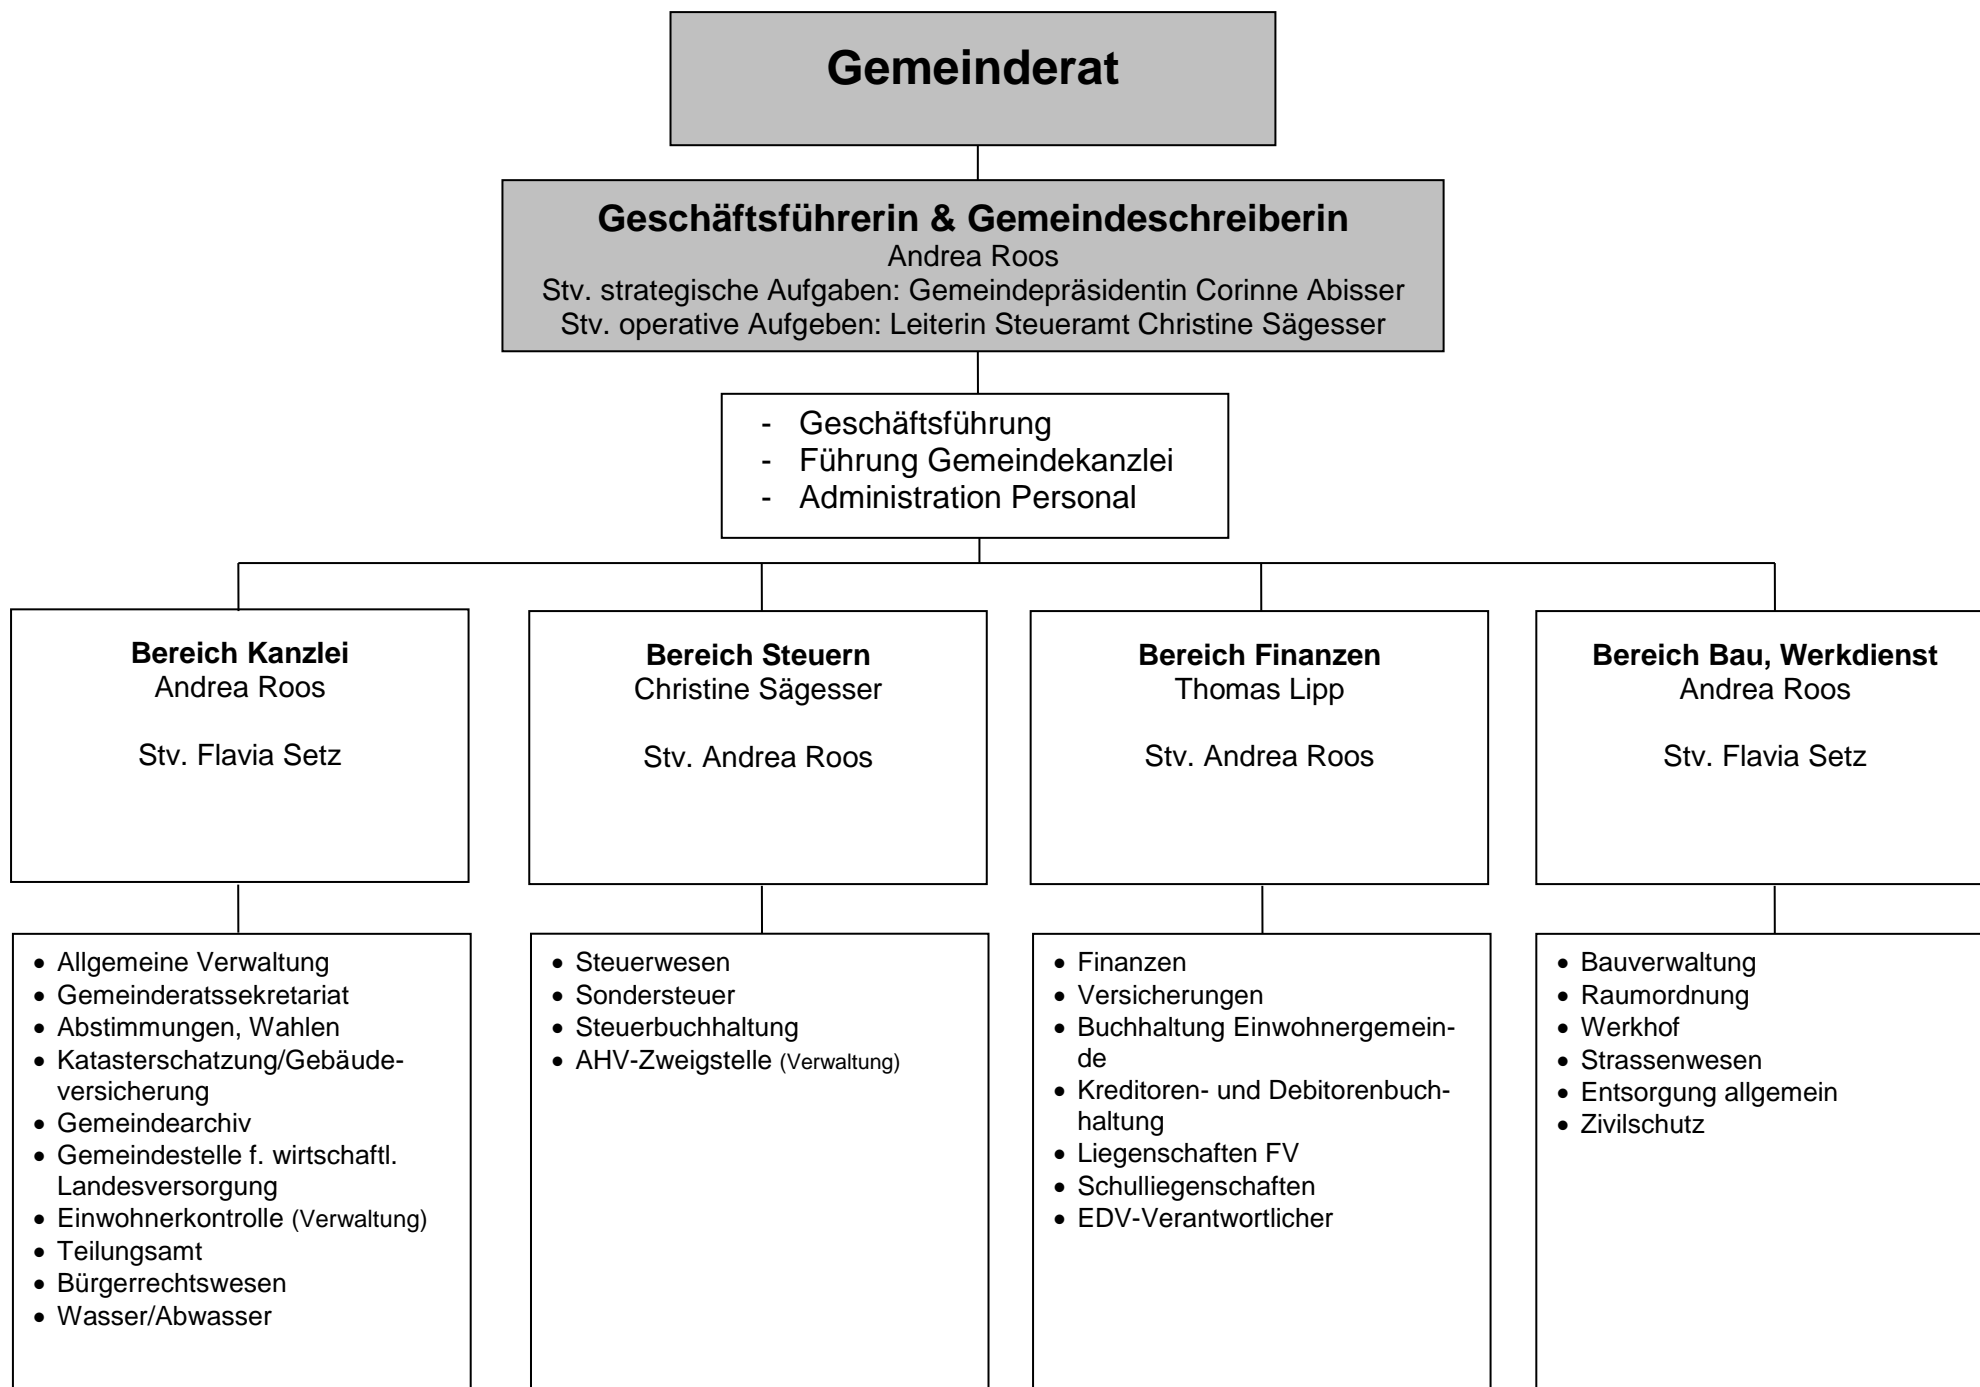 Gemeinderat
Geschäftsführerin & Gemeindeschreiberin
Andrea Roos
Stv. strategische Aufgaben: Gemeindepräsidentin Corinne Abisser
Stv. operative Aufgeben: Leiterin Steueramt Christine Sägesser
- Geschäftsführung
- Führung Gemeindekanzlei
- Administration Personal
Bereich Kanzlei
Andrea Roos
Stv. Flavia Setz
Bereich Steuern
Christine Sägesser
Stv. Andrea Roos
Bereich Finanzen
Thomas Lipp
Stv. Andrea Roos
Bereich Bau, Werkdienst
Andrea Roos
Stv. Flavia Setz
• Allgemeine Verwaltung
• Gemeinderatssekretariat
• Abstimmungen, Wahlen
• Katasterschatzung/Gebäude-
versicherung
• Gemeindearchiv
• Gemeindestelle f. wirtschaftl.
Landesversorgung
• Einwohnerkontrolle (Verwaltung)
• Teilungsamt
• Bürgerrechtswesen
• Wasser/Abwasser
• Steuerwesen
• Sondersteuer
• Steuerbuchhaltung
• AHV-Zweigstelle (Verwaltung)
• Finanzen
• Versicherungen
• Buchhaltung Einwohnergemein-
de
• Kreditoren- und Debitorenbuch-
haltung
• Liegenschaften FV
• Schulliegenschaften
• EDV-Verantwortlicher
• Bauverwaltung
• Raumordnung
• Werkhof
• Strassenwesen
• Entsorgung allgemein
• Zivilschutz